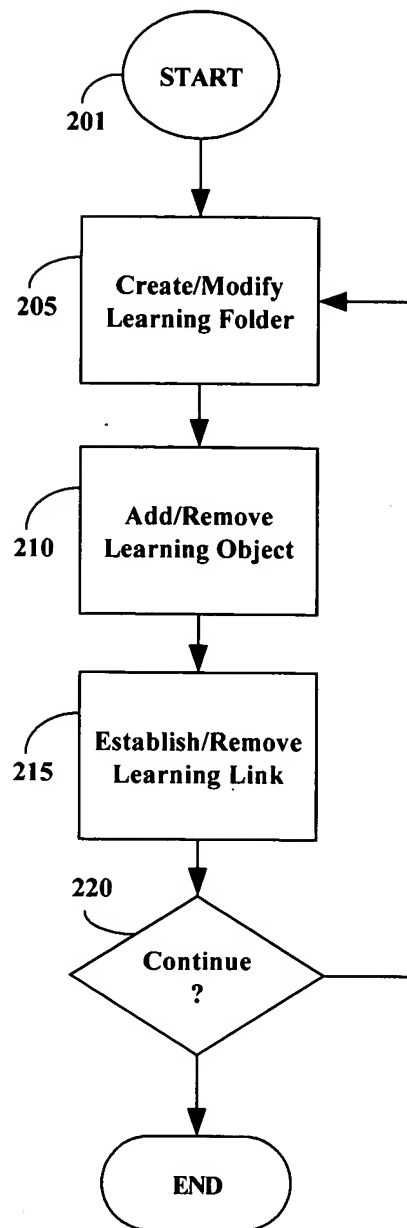 START
201
Create/Modify
Learning Folder
205
Add/Remove
Learning Object
210
Establish/Remove
Learning Link
215
220
Continue
?
END